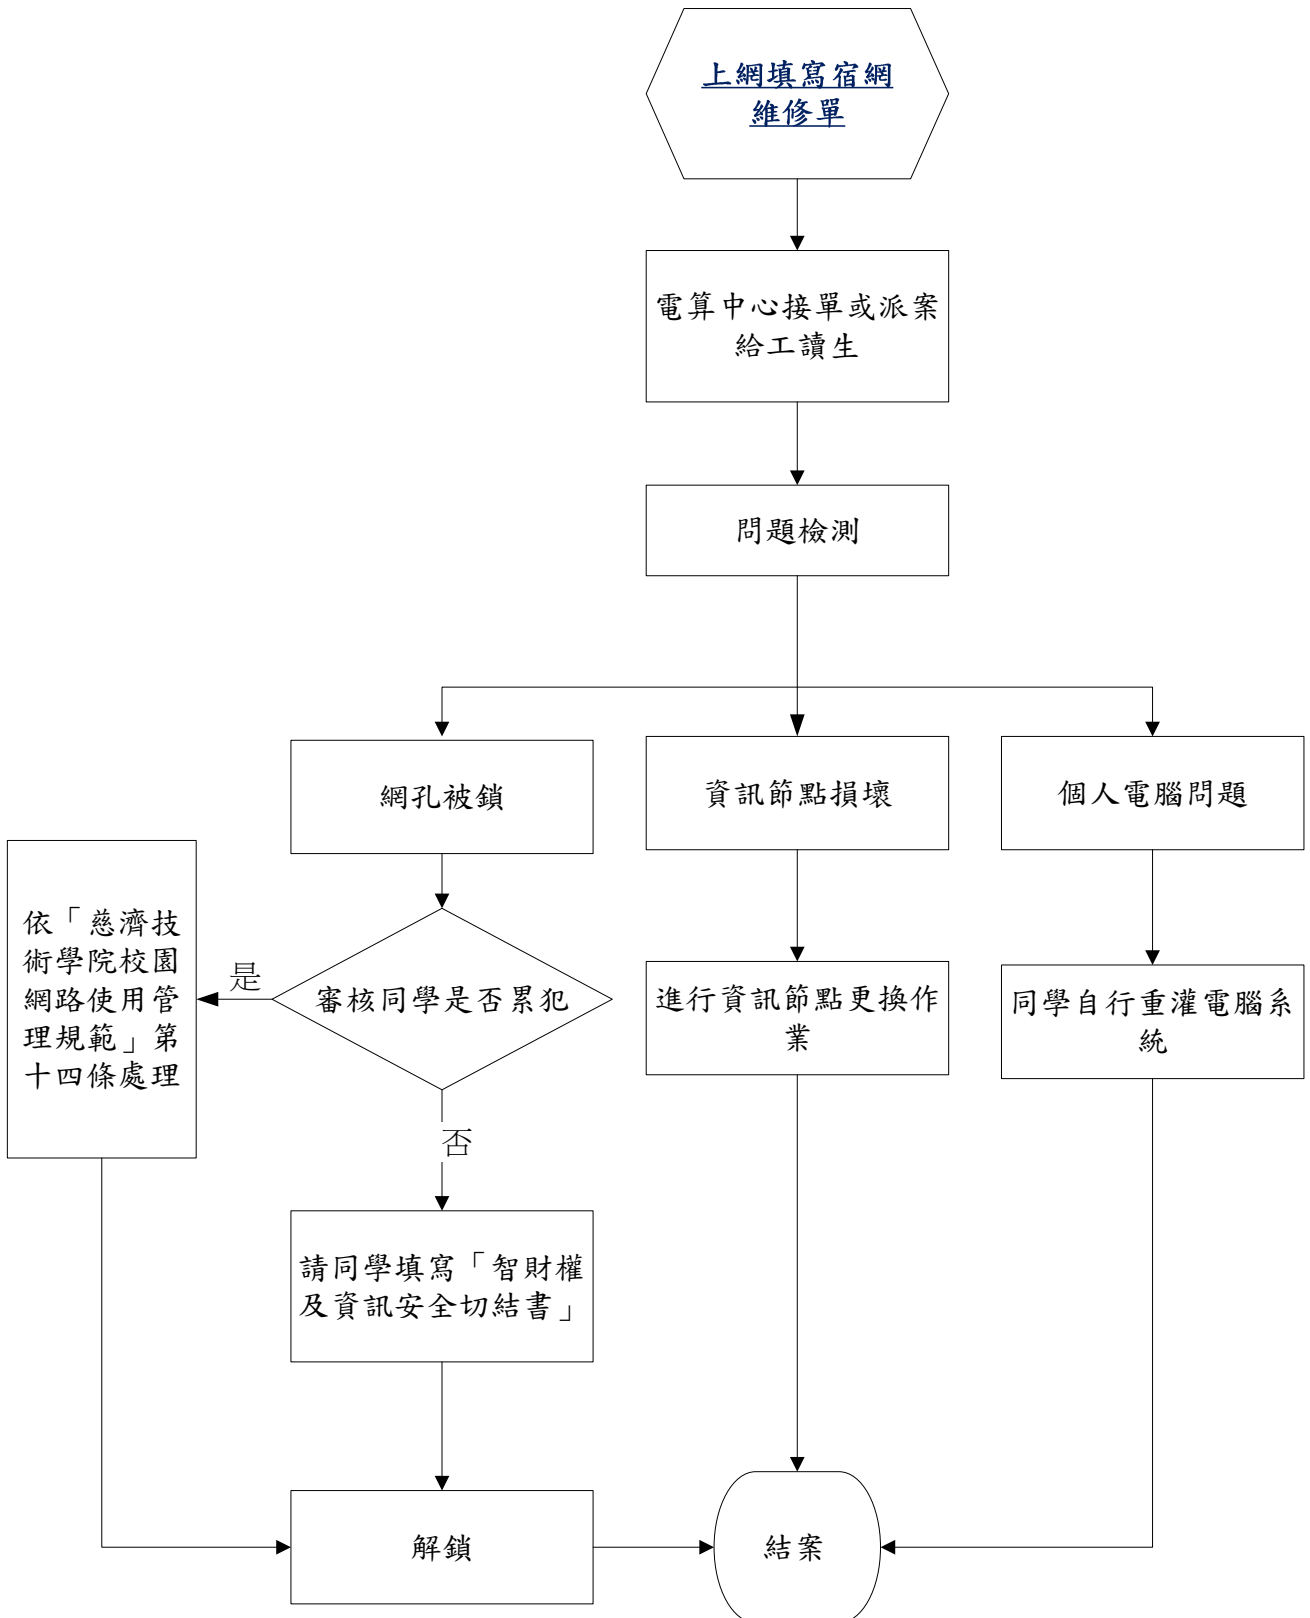 上網填寫宿網
維修單
電算中心接單或派案
給工讀生
問題檢測
網孔被鎖
資訊節點損壞
個人電腦問題
依「慈濟技
術學院校園
網路使用管
理規範」第
十四條處理
是
審核同學是否累犯
進行資訊節點更換作
業
同學自行重灌電腦系
統
否
請同學填寫「智財權
及資訊安全切結書」
解鎖
結案